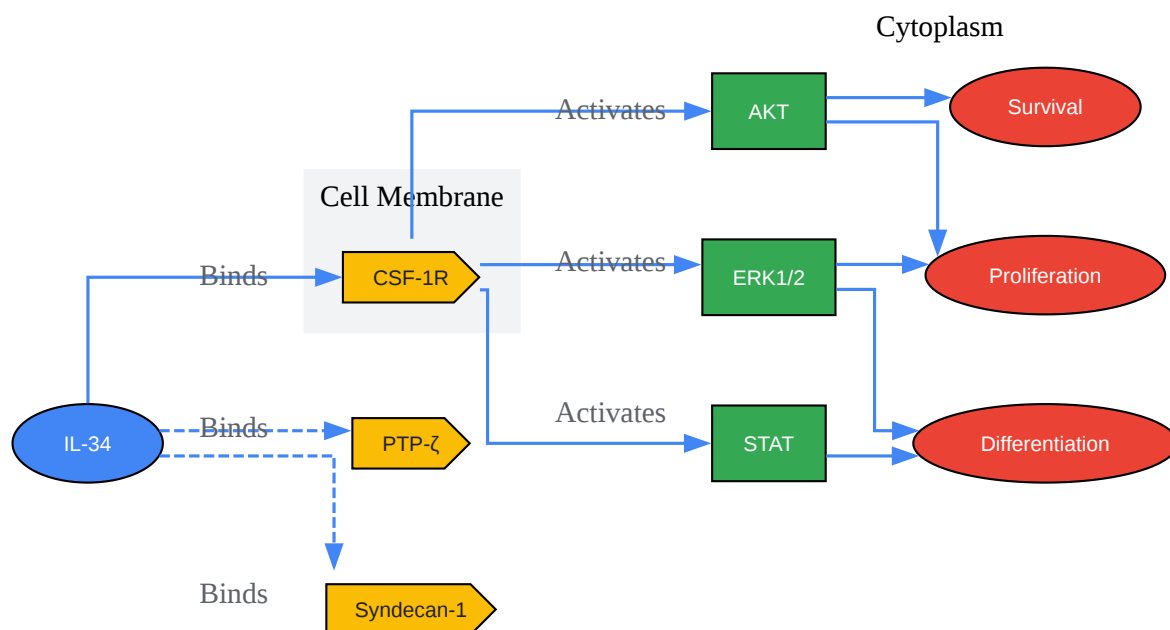 Cytoplasm
Activates
AKT
Survival
Cell Membrane
Binds
CSF-1R
Activates
ERK1/2
Proliferation
IL-34
Binds
PTP-ζ
Activates
STAT
Differentiation
Binds
Syndecan-1